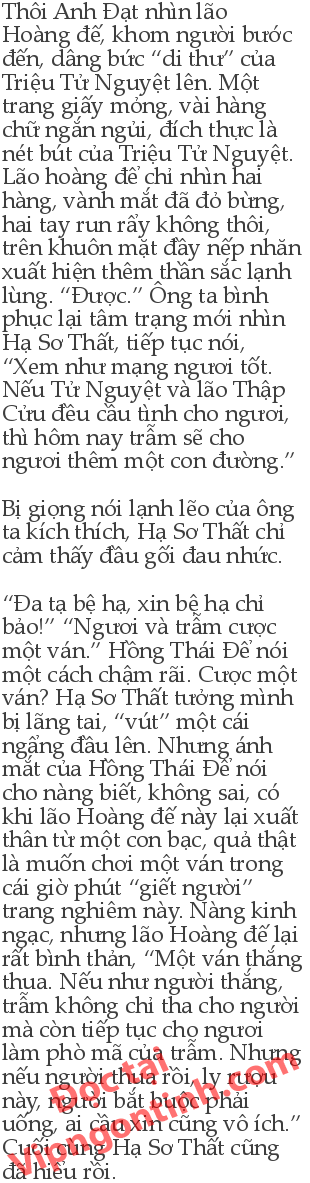 Thôi Anh Đạt nhìn lão
Hoàng đế, khom người bước
đến, dâng bức “di thư” của
Triệu Tử Nguyệt lên. Một
trang giấy mỏng, vài hàng
chữ ngắn ngủi, đích thực là
nét bút của Triệu Tử Nguyệt.
Lão hoàng để chỉ nhìn hai
hàng, vành mắt đã đỏ bừng,
hai tay run rẩy không thôi,
trên khuôn mặt đầy nếp nhăn
xuất hiện thêm thần sắc lạnh
lùng. “Được.” Ông ta bình
phục lại tâm trạng mới nhìn
Hạ Sơ Thất, tiếp tục nói,
“Xem như mạng ngươi tốt.
Nếu Tử Nguyệt và lão Thập
Cửu đều cầu tình cho ngươi,
thì hôm nay trẫm sẽ cho
ngươi thêm một con đường.”

Bị giọng nói lạnh lẽo của ông
ta kích thích, Hạ Sơ Thất chỉ
cảm thấy đầu gối đau nhức.

“Đa tạ bệ hạ, xin bệ hạ chỉ
bảo!” “Ngươi và trẫm cược
một ván.” Hồng Thái Để nói
một cách chậm rãi. Cược một
ván? Hạ Sơ Thất tưởng mình
bị lãng tai, “vút” một cái
ngẩng đầu lên. Nhưng ánh
mắt của Hồng Thái Để nói
cho nàng biết, không sai, có
khi lão Hoàng đế này lại xuất
thân từ một con bạc, quả thật
là muốn chơi một ván trong
cái giờ phút “giết người”
trang nghiêm này. Nàng kinh
ngạc, nhưng lão Hoàng đế lại
rất bình thản, “Một ván thắng
thua. Nếu như người thắng,
trẫm không chỉ tha cho người
mà còn tiếp tục cho ngươi
làm phò mã của trẫm. Nhưng
nếu người thua rồi, ly rượu
này, ngươi bắt buộc phải
uống, ai cầu xin cũng vô ích.”
Cuối cùng Hạ Sơ Thất cũng
đã hiểu rồi.
Đọc tại
Vipngontinh.com